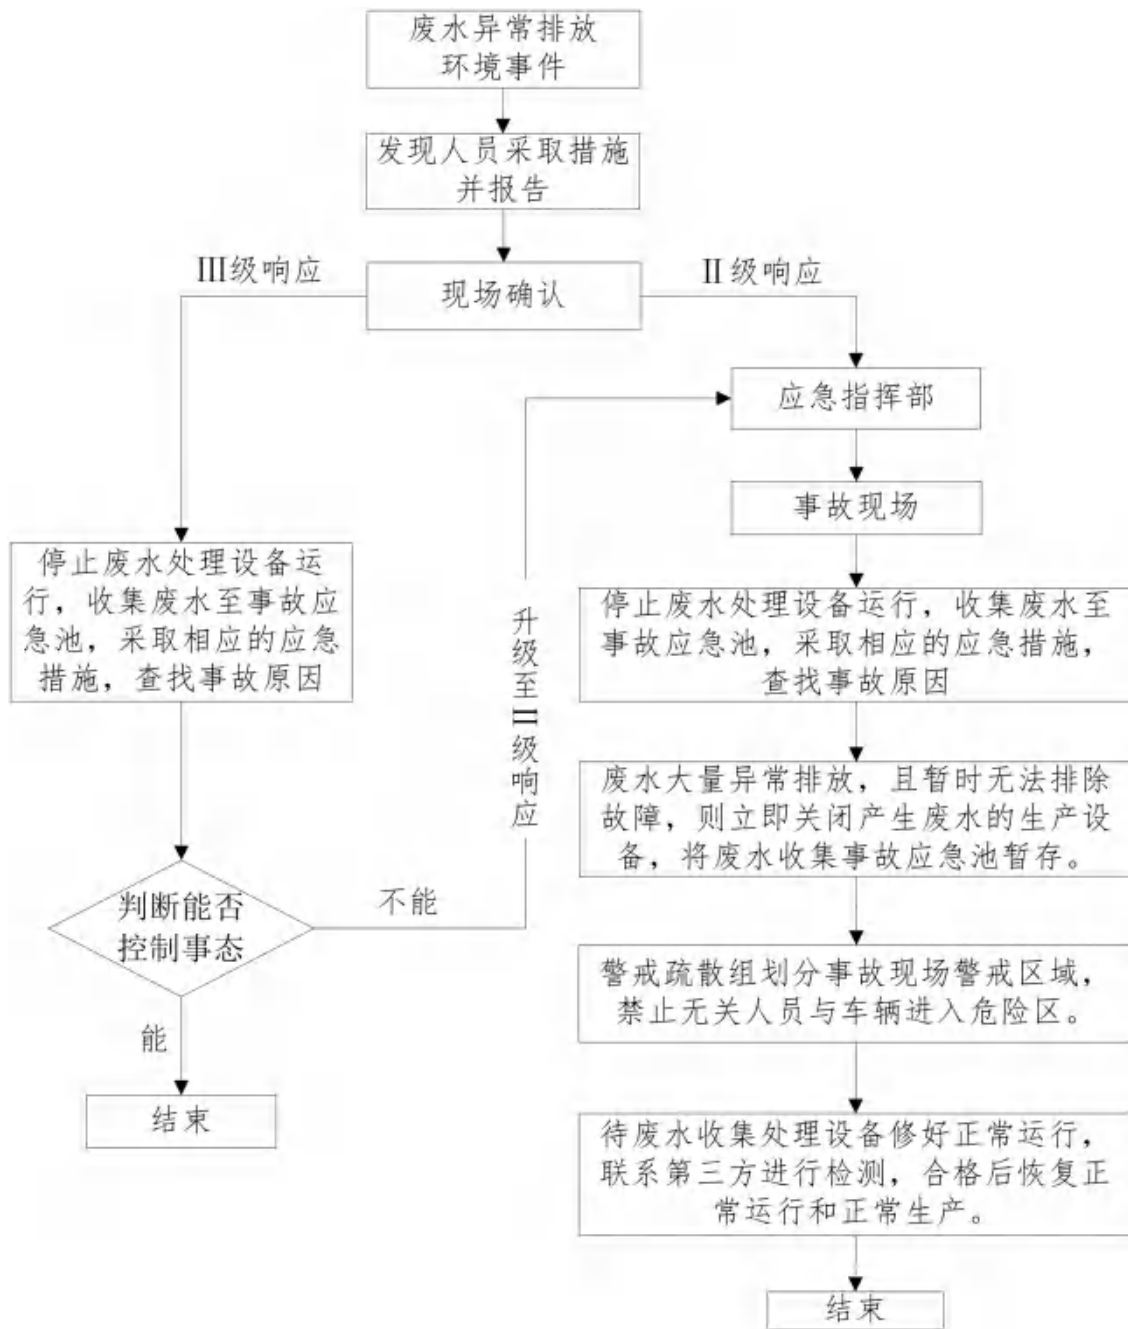 废水异常排放
环境事件
发现人员采取措施
并报告
III级响应
现场确认
II级响应
应急指挥部
事故现场
停止废水处理设备运
行，收集废水至事故应
急池，采取相应的应急
措施，查找事故原因
升级至II级响应
停止废水处理设备运行，收集废水至
事故应急池，采取相应的应急措施，
查找事故原因
废水大量异常排放，且暂时无法排除
故障，则立即关闭产生废水的生产设
备，将废水收集事故应急池暂存。
判断能否
控制事态
不能
警戒疏散组划分事故现场警戒区域，
禁止无关人员与车辆进入危险区。
能
结束
待废水收集处理设备修好正常运行，
联系第三方进行检测，合格后恢复正
常运行和正常生产。
结束